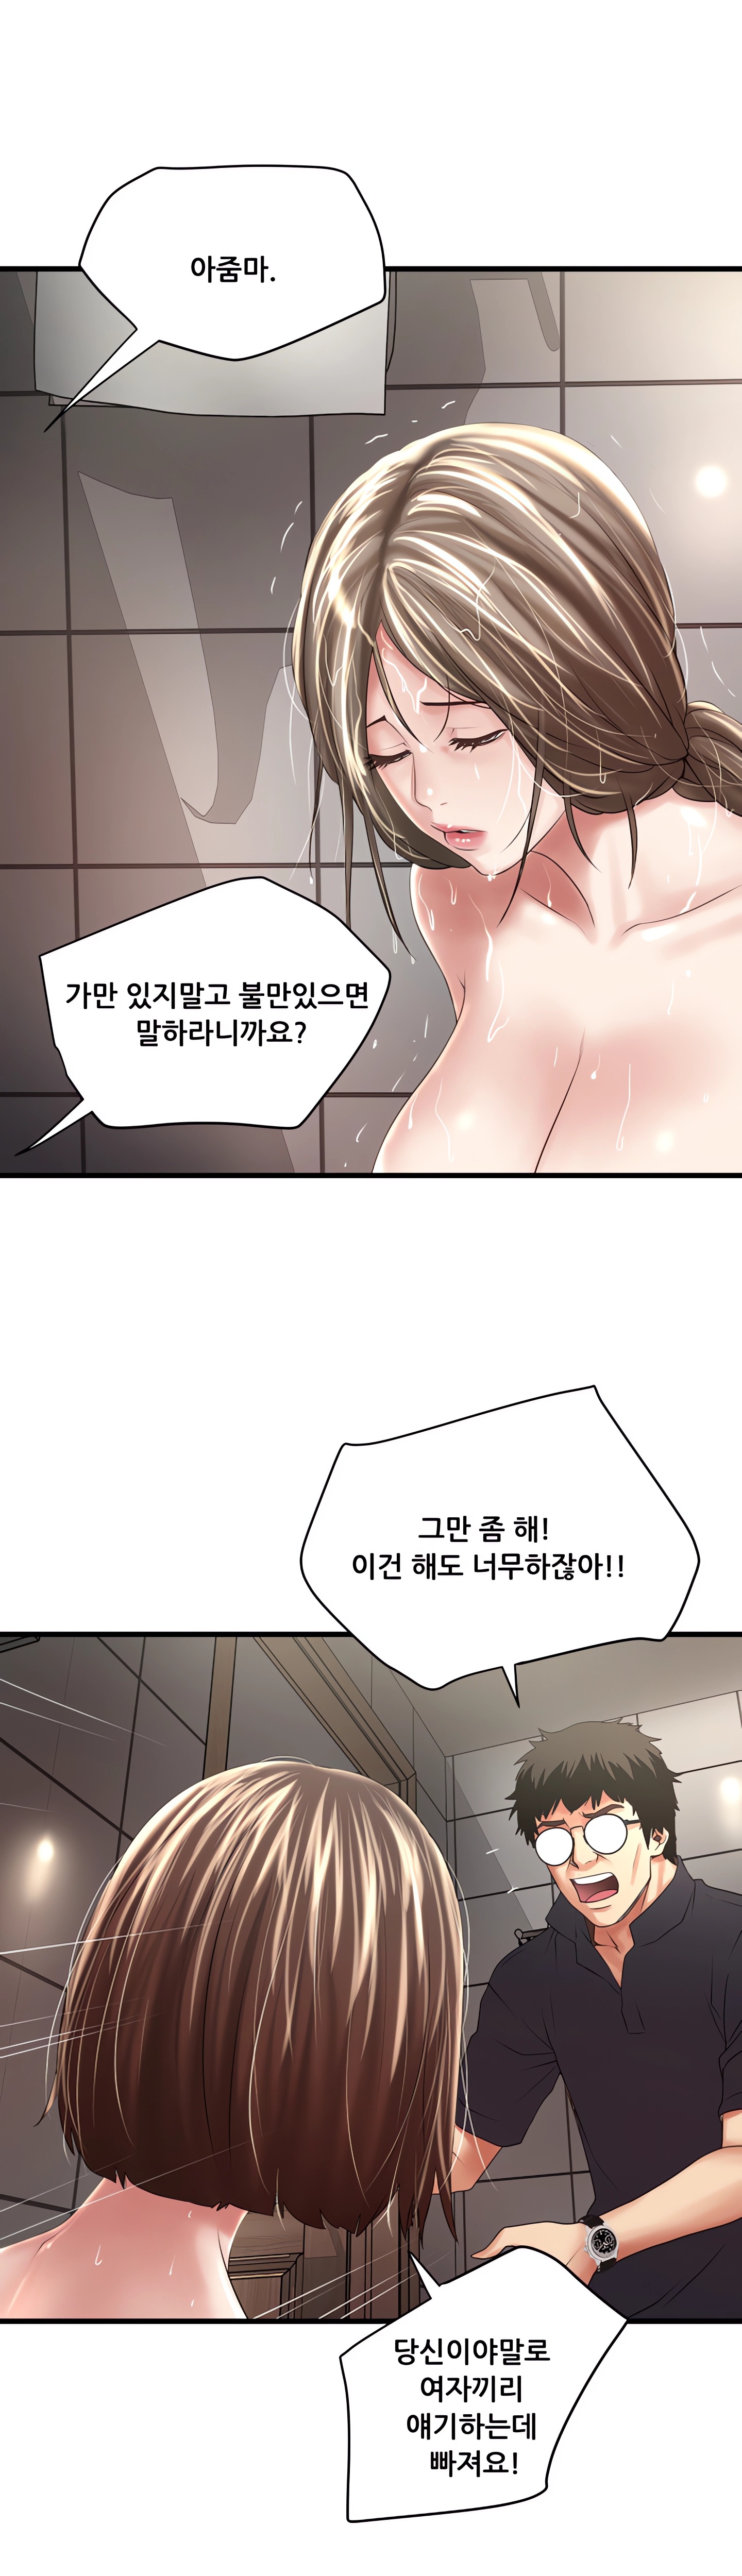 아줌마.
가만 있지말고 불만있으면
말하라니까요?
그만 좀 해!
이건 해도 너무하잖아!!
당신이야말로
여자끼리
얘기하는데
빠져요!